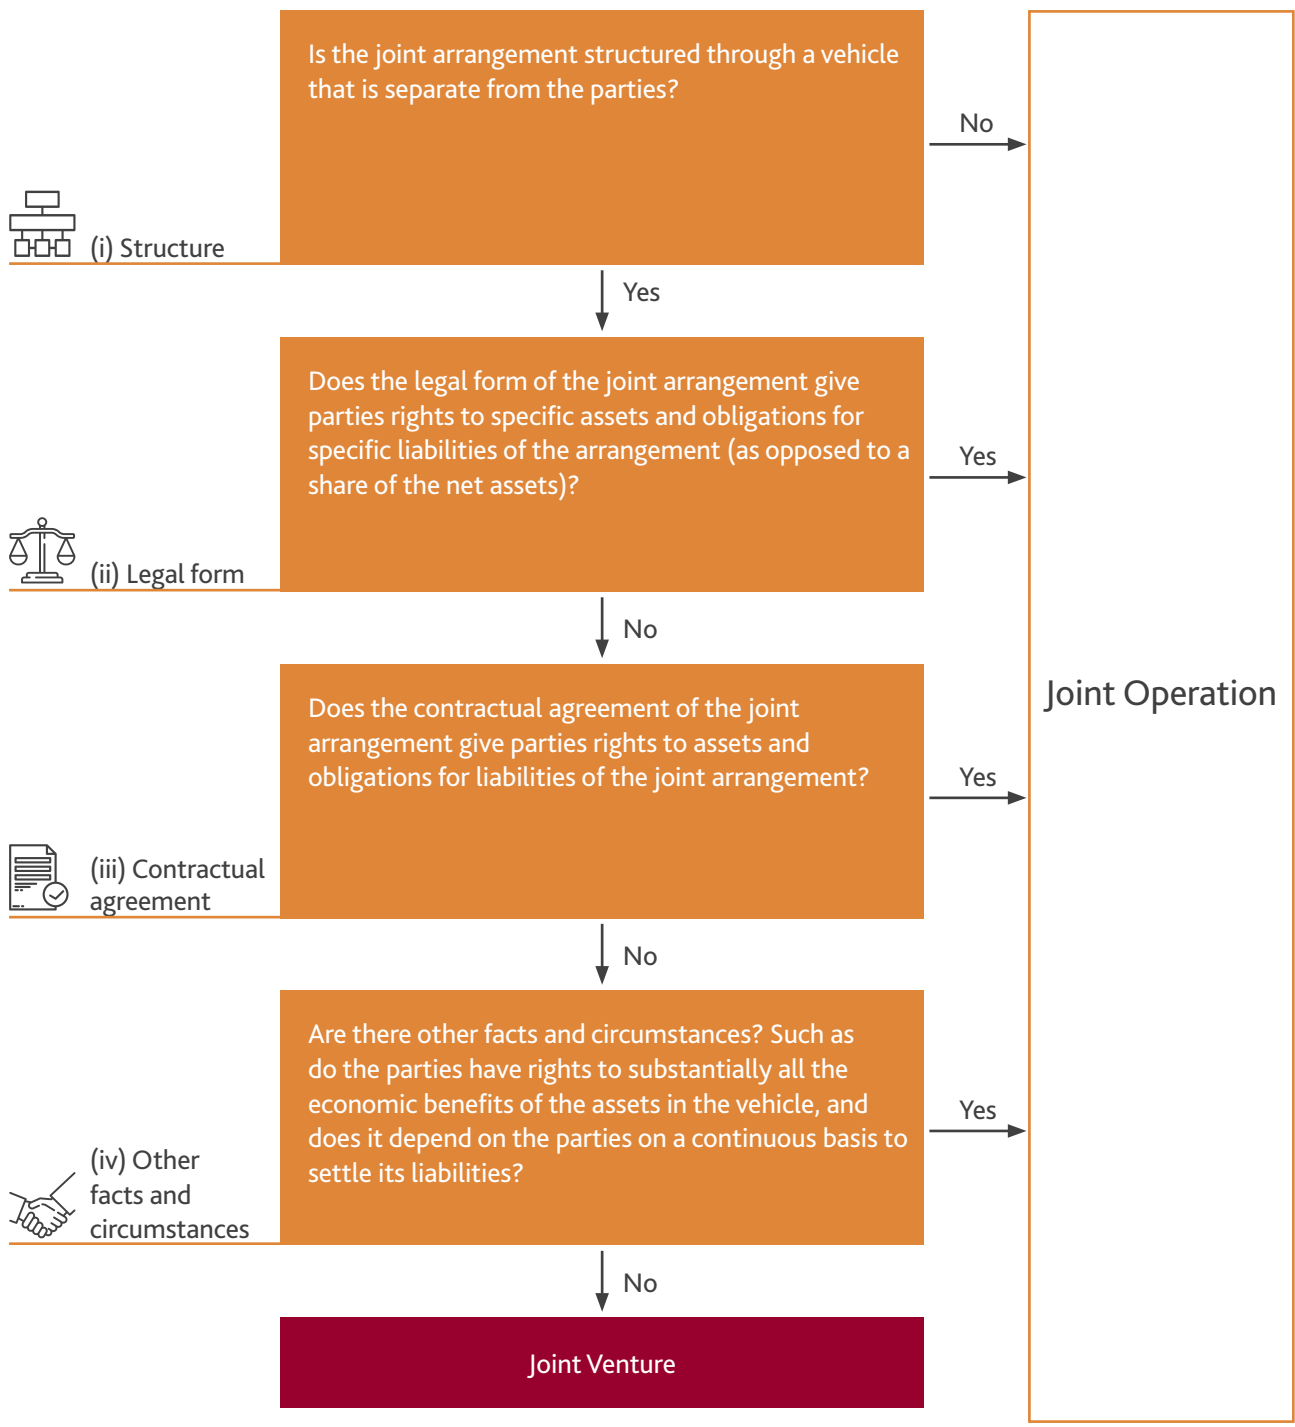 Is the joint arrangement structured through a vehicle
that is separate from the parties?
No
(i) Structure
Yes
Does the legal form of the joint arrangement give
parties rights to specific assets and obligations for
specific liabilities of the arrangement (as opposed to a
share of the net assets)?
Yes
(ii) Legal form
No
Joint Operation
Does the contractual agreement of the joint
arrangement give parties rights to assets and
obligations for liabilities of the joint arrangement?
Yes
(iii) Contractual
agreement
No
Are there other facts and circumstances? Such as
do the parties have rights to substantially all the
economic benefits of the assets in the vehicle, and
does it depend on the parties on a continuous basis to
settle its liabilities?
Yes
(iv) Other
facts and
circumstances
No
Joint Venture